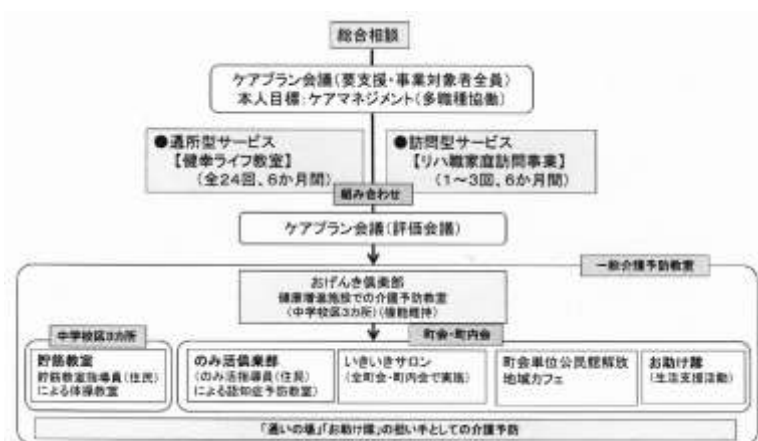 総合相談
ケアプラン会議(要支援・事業対象者全員)
本人目標:ケアマネジメント(多職種協働)
●通所型サービス
【健幸ライフ教室】
(全24回、6か月間)
●訪問型サービス
【リハ職家庭訪問事業】
(1～3回、6か月間)
組み合わせ
ケアプラン会議(評価会議)
一般介護予防教室
おげんき倶楽部
健康増進施設での介護予防教室
(中学校区3カ所)(機能維持)
中学校区3カ所
町会・町内会
貯筋教室
貯筋教室指導員(住民)
による体操教室
のみ活倶楽部
(のみ活指導員(住民)
による認知症予防教室)
いきいきサロン
(全町会・町内会で実施)
町会単位公民館解放
地域カフェ
お助け隊
(生活支援活動)
「通いの場」「お助け隊」の担い手としての介護予防